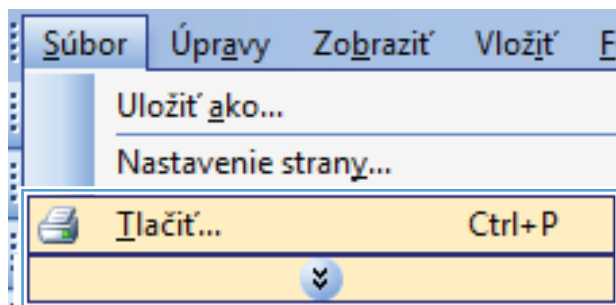 Súbor Úpravy Zobraziť Vložiť F
Uložiť ako...
Nastavenie strany...
Tlačiť... Ctrl+P